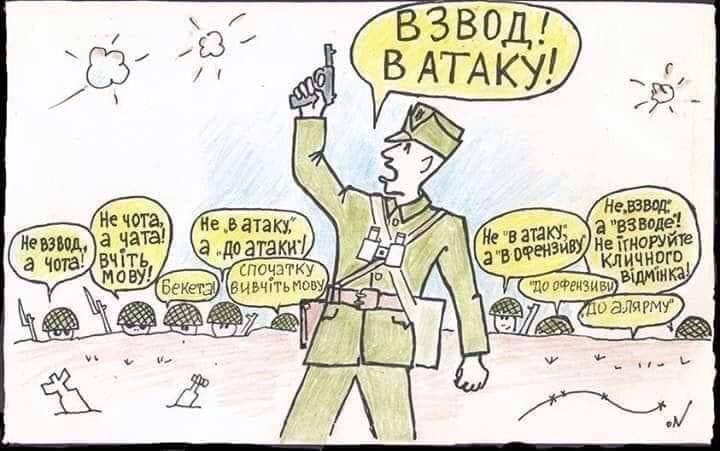 ВЗВОД!
В АТАКУ!
Не взвод,
а чота!
Не чота,
а чата!
ВЧІТЬ
МОВУ!
Бекета!
Не „в атаку",
а „до атаки"!
СПОЧАТКУ
ВИВЧІТЬ МОВУ
Не "в атаку",
а "В ОФЕНЗИВУ"
"ДО ОФЕНЗИВИ"
Не„ взвод",
а "взводе"!
Не ігноруйте
КЛИЧНОГО
ВІДМІНКА!
"ДО АЛЯРМУ"